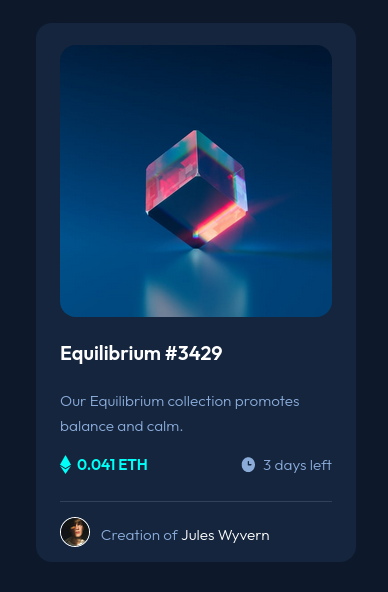 Equilibrium #3429
Our Equilibrium collection promotes
balance and calm.
0.041 ETH 3 days left
Creation of Jules Wyvern